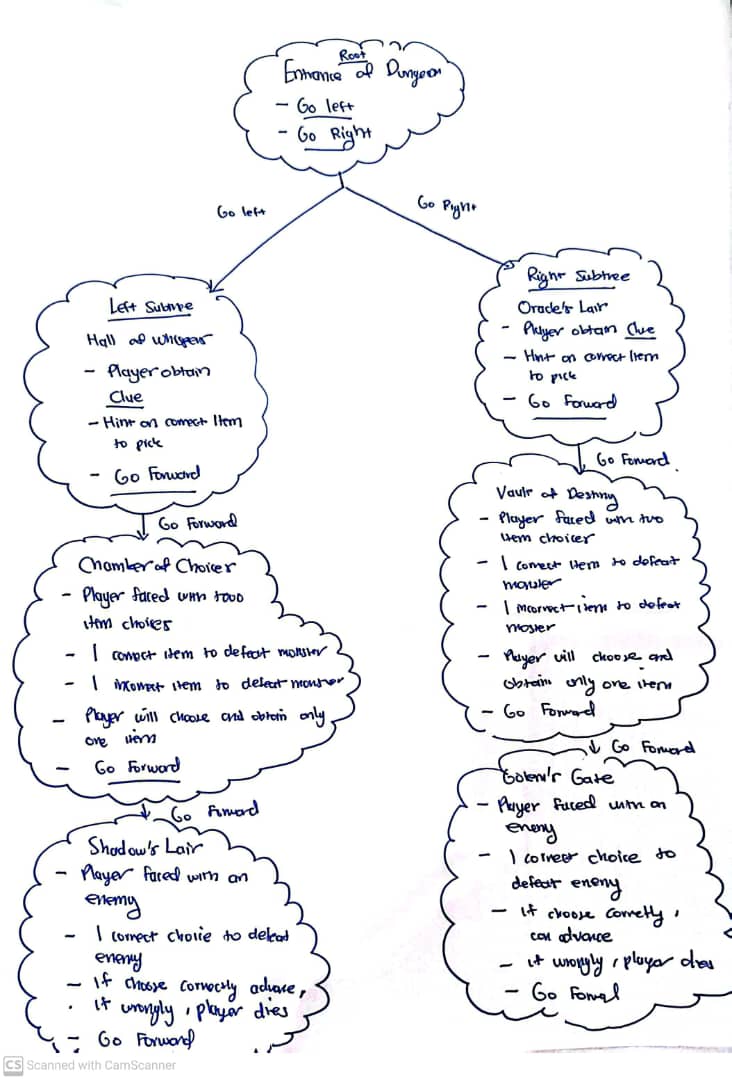 Root
Entrance of Dungeon
- Go left
- Go Right
Go left
Go Right
Left Subtree
Hall of Whispers
- Player obtain
Clue
- Hint on correct Item
to pick
- Go Forward
Go Forward
Chamber of Choices
- Player faced with two
item choices
- 1 correct item to defeat monster
- 1 incorrect item to defeat monster
- Player will choose and obtain only
one item
- Go Forward
Go Forward
Shadow's Lair
- Player faced with an
enemy
- 1 correct choice to defeat
enemy
- If choose correctly advance,
. if wrongly, player dies
- Go Forward
Right Subtree
Oracle's Lair
- Player obtain Clue
- Hint on correct Item
to pick
- Go Forward
Go Forward.
Vault of Destiny
- Player faced with two
item choices
- 1 correct item to defeat
monster
- 1 incorrect item to defeat
monster
- Player will choose and
obtain only one item
- Go Forward
Go Forward
Golem's Gate
- Player faced with an
enemy
- 1 correct choice to
defeat enemy
- if choose correctly,
can advance
- if wrongly, player dies
- Go Forward
CS Scanned with CamScanner